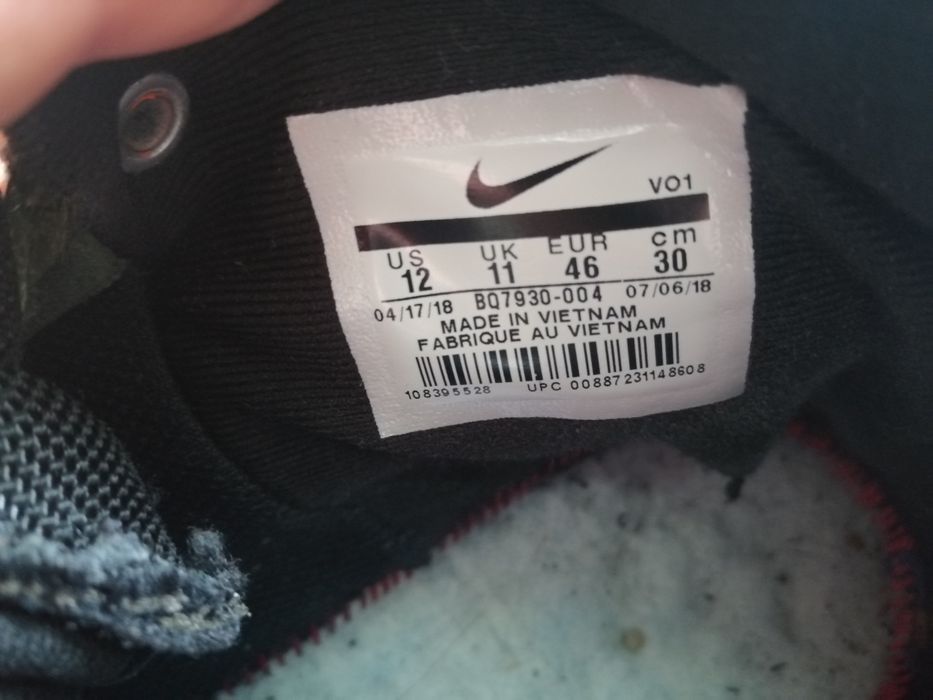 VO1
US UK EUR cm
12 11 46 30
04/17/18 BQ7930-004 07/06/18
MADE IN VIETNAM
FABRIQUE AU VIETNAM
108395528 UPC 00887231148608